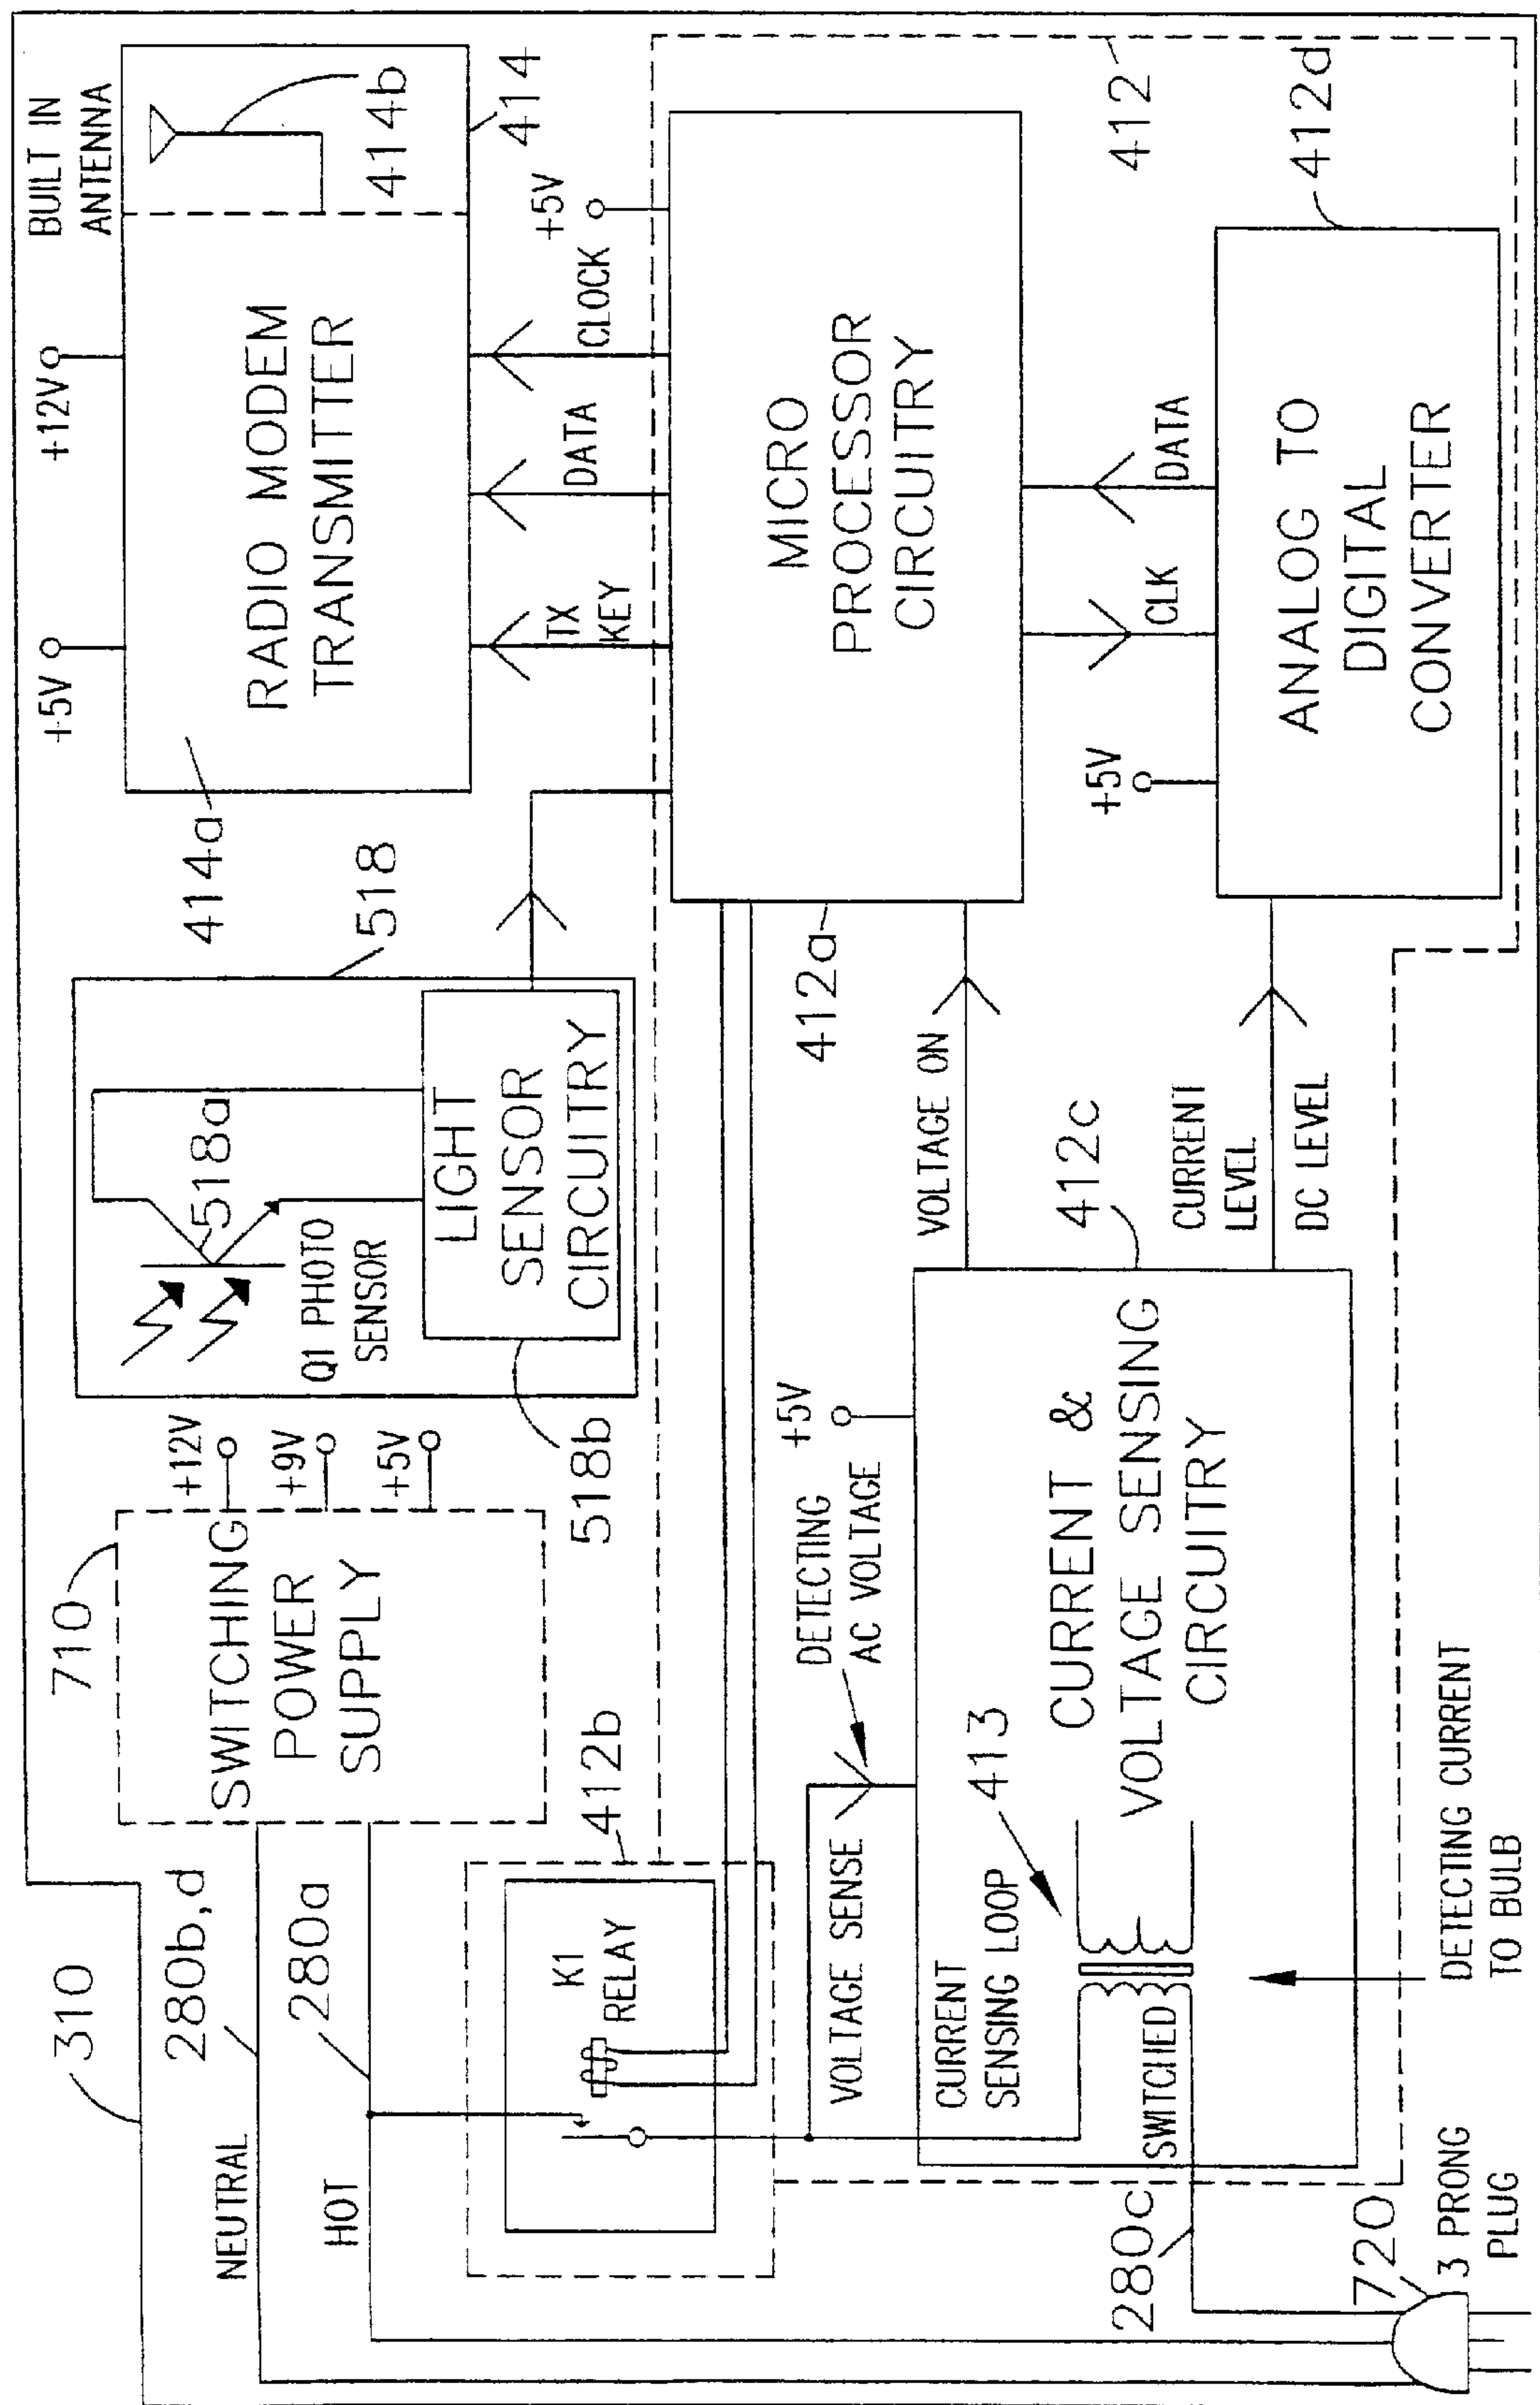 310
710
280b,d
280a
NEUTRAL
HOT
SWITCHING
POWER
SUPPLY
+12V
+9V
+5V
518
518a
Q1 PHOTO
SENSOR
LIGHT
SENSOR
CIRCUITRY
518b
414a
+5V
+12V
BUILT IN
ANTENNA
RADIO MODEM
TRANSMITTER
414b
414
TX
KEY
DATA
CLOCK
+5V
412b
K1
RELAY
MICRO
PROCESSOR
CIRCUITRY
412a
412
VOLTAGE SENSE
DETECTING
AC VOLTAGE
+5V
VOLTAGE ON
412c
CURRENT
SENSING LOOP
413
SWITCHED
CURRENT &
VOLTAGE SENSING
CIRCUITRY
CURRENT
LEVEL
DC LEVEL
CLK
DATA
+5V
ANALOG TO
DIGITAL
CONVERTER
412d
280c
720
3 PRONG
PLUG
DETECTING CURRENT
TO BULB